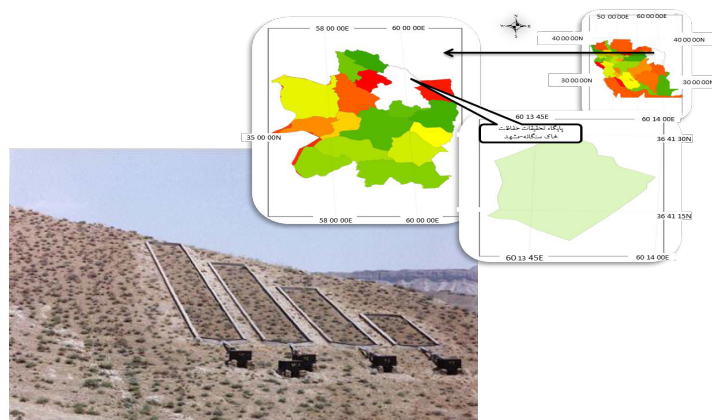 58 00 00E 60 00 00E
35 00 00N
58 00 00E 60 00 00E
50 00 00E 60 00 00E
40 00 00N 40 00 00N
30 00 00N 30 00 00N
پایگاه تحقیقات حفاظت
خاک سنگانه-مشهد
60 13 45E 60 14 00E
36 41 30N
36 41 15N
60 13 45E 60 14 00E